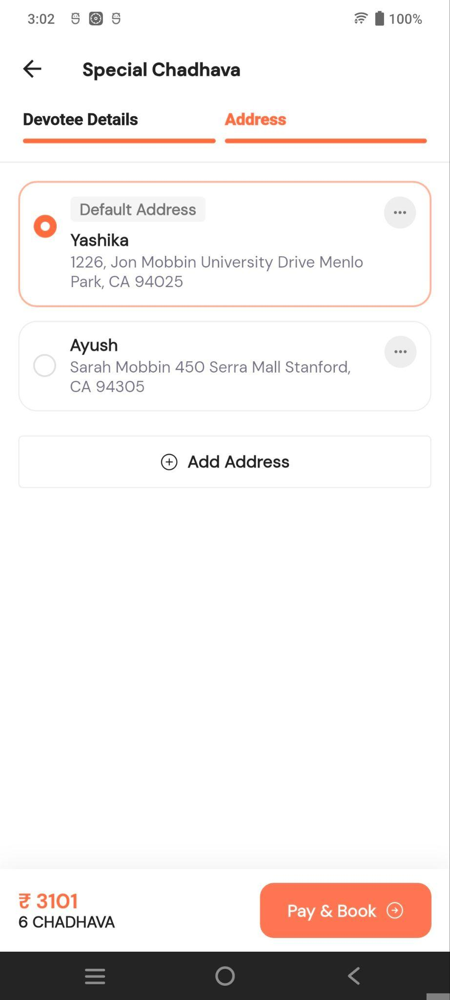 3:02
100%
Special Chadhava
Devotee Details
Address
Default Address
Yashika
1226, Jon Mobbin University Drive Menlo
Park, CA 94025
Ayush
Sarah Mobbin 450 Serra Mall Stanford,
CA 94305
Add Address
₹ 3101
6 CHADHAVA
Pay & Book